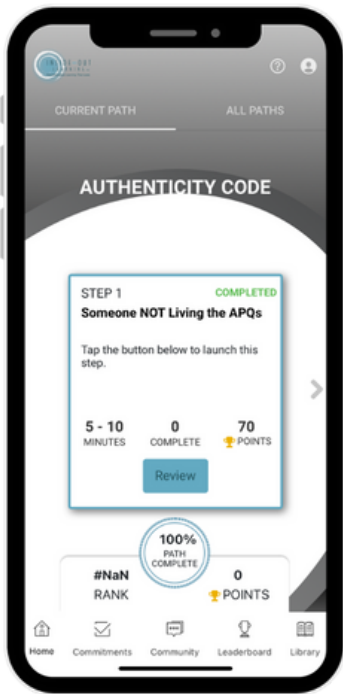 INSIDE-OUT
CURRENT PATH
ALL PATHS
AUTHENTICITY CODE
STEP 1
COMPLETED
Someone NOT Living the APQs
Tap the button below to launch this
step.
5 - 10
MINUTES
0
COMPLETE
70
POINTS
Review
100%
PATH
COMPLETE
#NaN
RANK
0
POINTS
Home
Commitments
Community
Leaderboard
Library